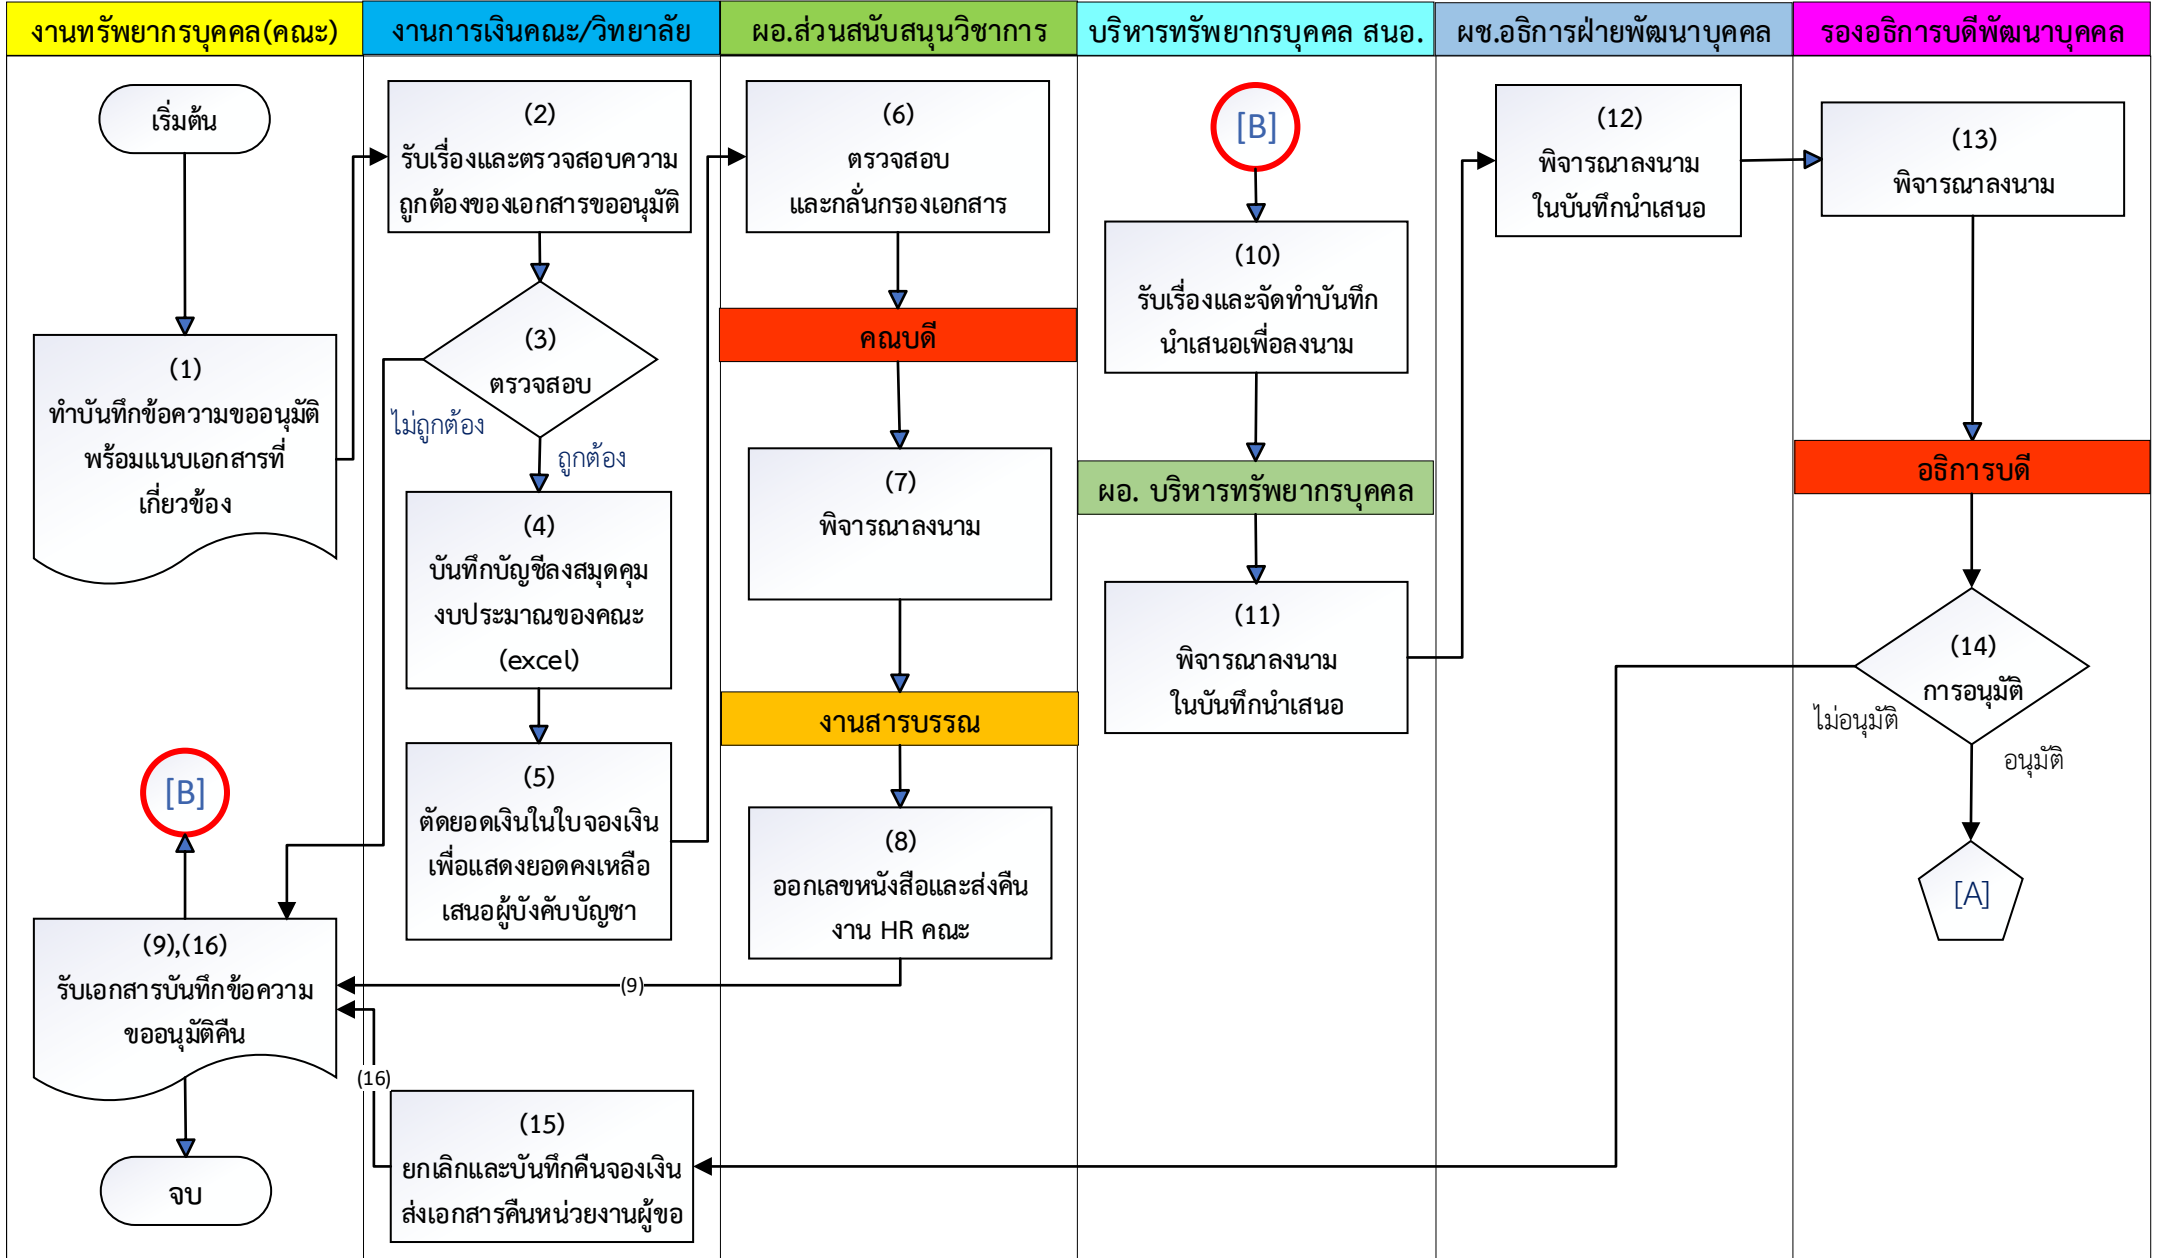 งานทรัพยากรบุคคล(คณะ)
งานการเงินคณะ/วิทยาลัย
ผอ.ส่วนสนับสนุนวิชาการ
บริหารทรัพยากรบุคคล สนอ.
ผช.อธิการฝ่ายพัฒนาบุคคล
รองอธิการบดีพัฒนาบุคคล
เริ่มต้น
(1)
ทำบันทึกข้อความขออนุมัติ
พร้อมแนบเอกสารที่
เกี่ยวข้อง
[B]
(9),(16)
รับเอกสารบันทึกข้อความ
ขออนุมัติคืน
จบ
(2)
รับเรื่องและตรวจสอบความ
ถูกต้องของเอกสารขออนุมัติ
(3)
ตรวจสอบ
ไม่ถูกต้อง
ถูกต้อง
(4)
บันทึกบัญชีลงสมุดคุม
งบประมาณของคณะ
(excel)
(5)
ตัดยอดเงินในใบจองเงิน
เพื่อแสดงยอดคงเหลือ
เสนอผู้บังคับบัญชา
(9)
(16)
(15)
ยกเลิกและบันทึกคืนจองเงิน
ส่งเอกสารคืนหน่วยงานผู้ขอ
(6)
ตรวจสอบ
และกลั่นกรองเอกสาร
คณบดี
(7)
พิจารณาลงนาม
งานสารบรรณ
(8)
ออกเลขหนังสือและส่งคืน
งาน HR คณะ
[B]
(10)
รับเรื่องและจัดทำบันทึก
นำเสนอเพื่อลงนาม
ผอ. บริหารทรัพยากรบุคคล
(11)
พิจารณาลงนาม
ในบันทึกนำเสนอ
(12)
พิจารณาลงนาม
ในบันทึกนำเสนอ
(13)
พิจารณาลงนาม
อธิการบดี
(14)
การอนุมัติ
ไม่อนุมัติ
อนุมัติ
[A]